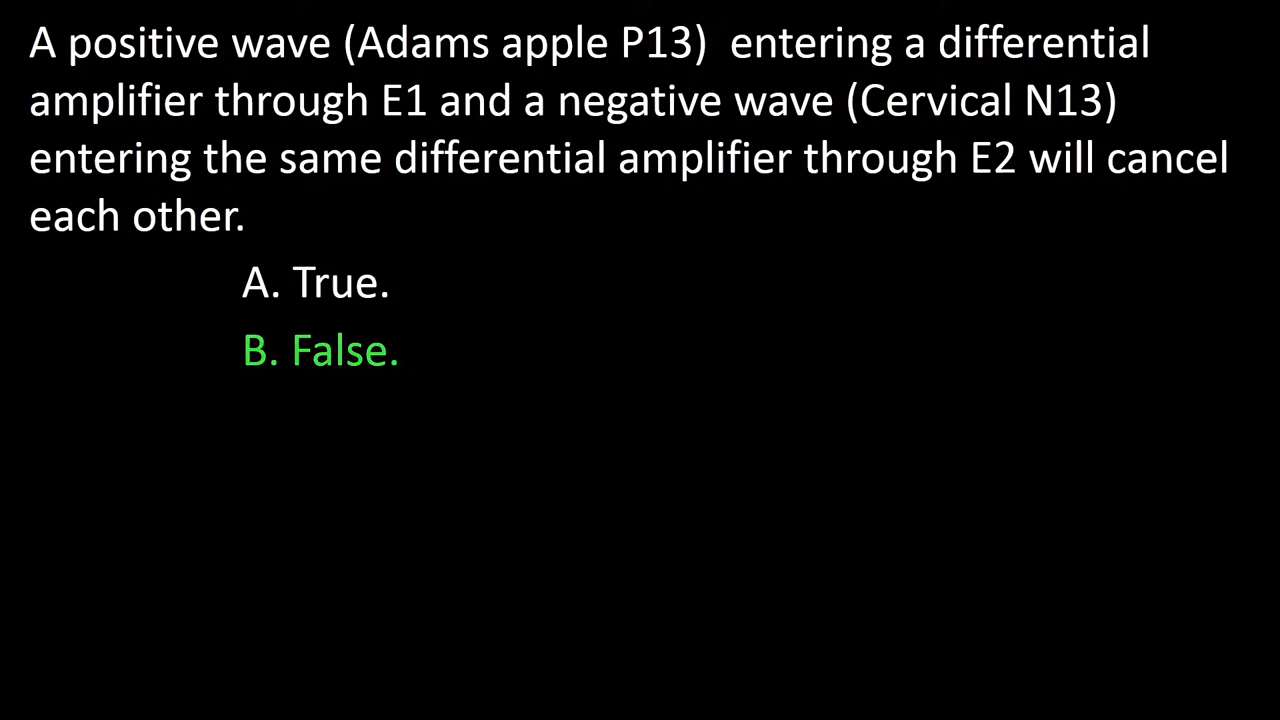 A positive wave (Adams apple P13)  entering a differential
amplifier through E1 and a negative wave (Cervical N13)
entering the same differential amplifier through E2 will cancel
each other.
A. True.
B. False.